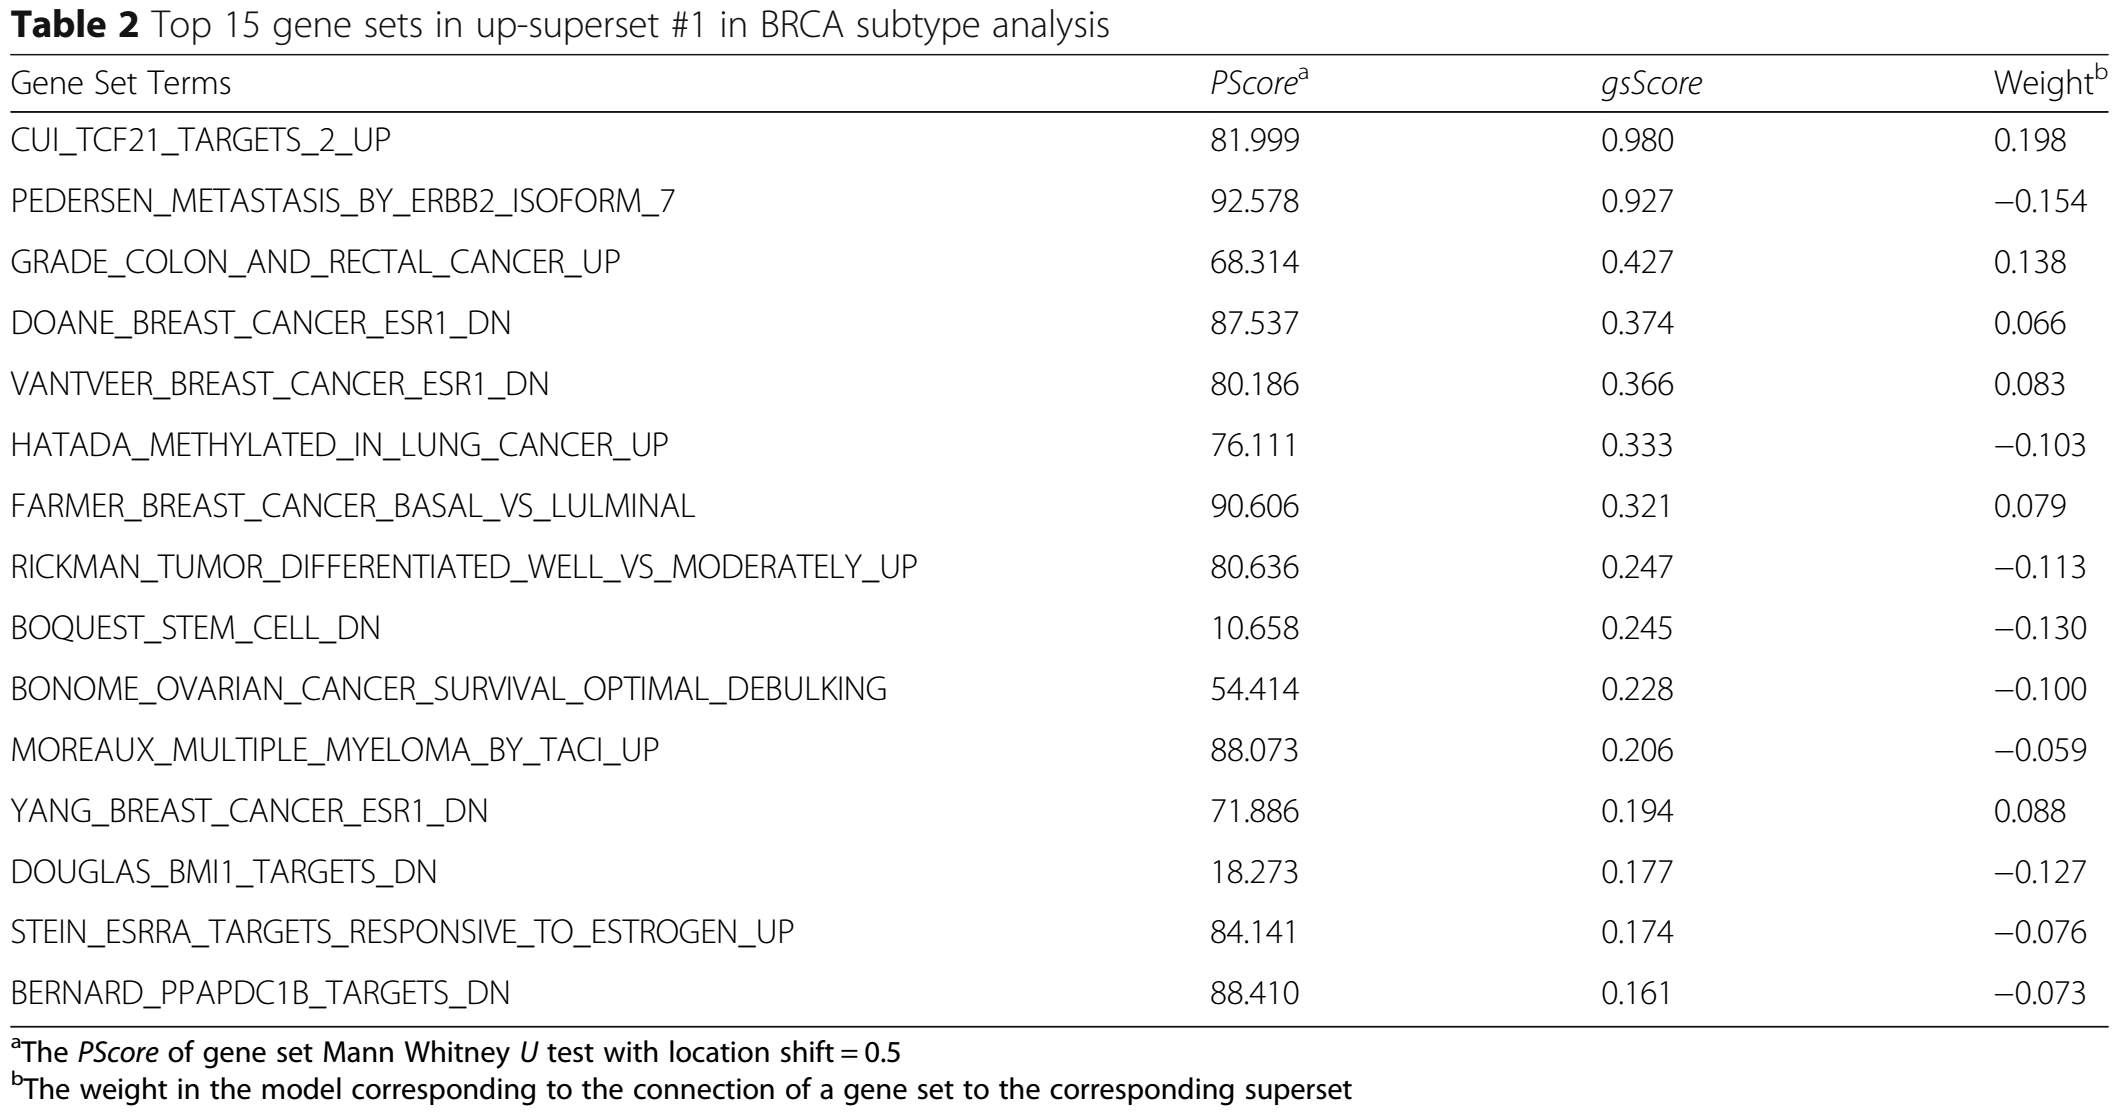 Table 2 Top 15 gene sets in up-superset #1 in BRCA subtype analysis
Gene Set Terms PScorea gsScore Weightb
CUI_TCF21_TARGETS_2_UP 81.999 0.980 0.198
PEDERSEN_METASTASIS_BY_ERBB2_ISOFORM_7 92.578 0.927 −0.154
GRADE_COLON_AND_RECTAL_CANCER_UP 68.314 0.427 0.138
DOANE_BREAST_CANCER_ESR1_DN 87.537 0.374 0.066
VANTVEER_BREAST_CANCER_ESR1_DN 80.186 0.366 0.083
HATADA_METHYLATED_IN_LUNG_CANCER_UP 76.111 0.333 −0.103
FARMER_BREAST_CANCER_BASAL_VS_LULMINAL 90.606 0.321 0.079
RICKMAN_TUMOR_DIFFERENTIATED_WELL_VS_MODERATELY_UP 80.636 0.247 −0.113
BOQUEST_STEM_CELL_DN 10.658 0.245 −0.130
BONOME_OVARIAN_CANCER_SURVIVAL_OPTIMAL_DEBULKING 54.414 0.228 −0.100
MOREAUX_MULTIPLE_MYELOMA_BY_TACI_UP 88.073 0.206 −0.059
YANG_BREAST_CANCER_ESR1_DN 71.886 0.194 0.088
DOUGLAS_BMI1_TARGETS_DN 18.273 0.177 −0.127
STEIN_ESRRA_TARGETS_RESPONSIVE_TO_ESTROGEN_UP 84.141 0.174 −0.076
BERNARD_PPAPDC1B_TARGETS_DN 88.410 0.161 −0.073
aThe PScore of gene set Mann Whitney U test with location shift = 0.5
bThe weight in the model corresponding to the connection of a gene set to the corresponding superset